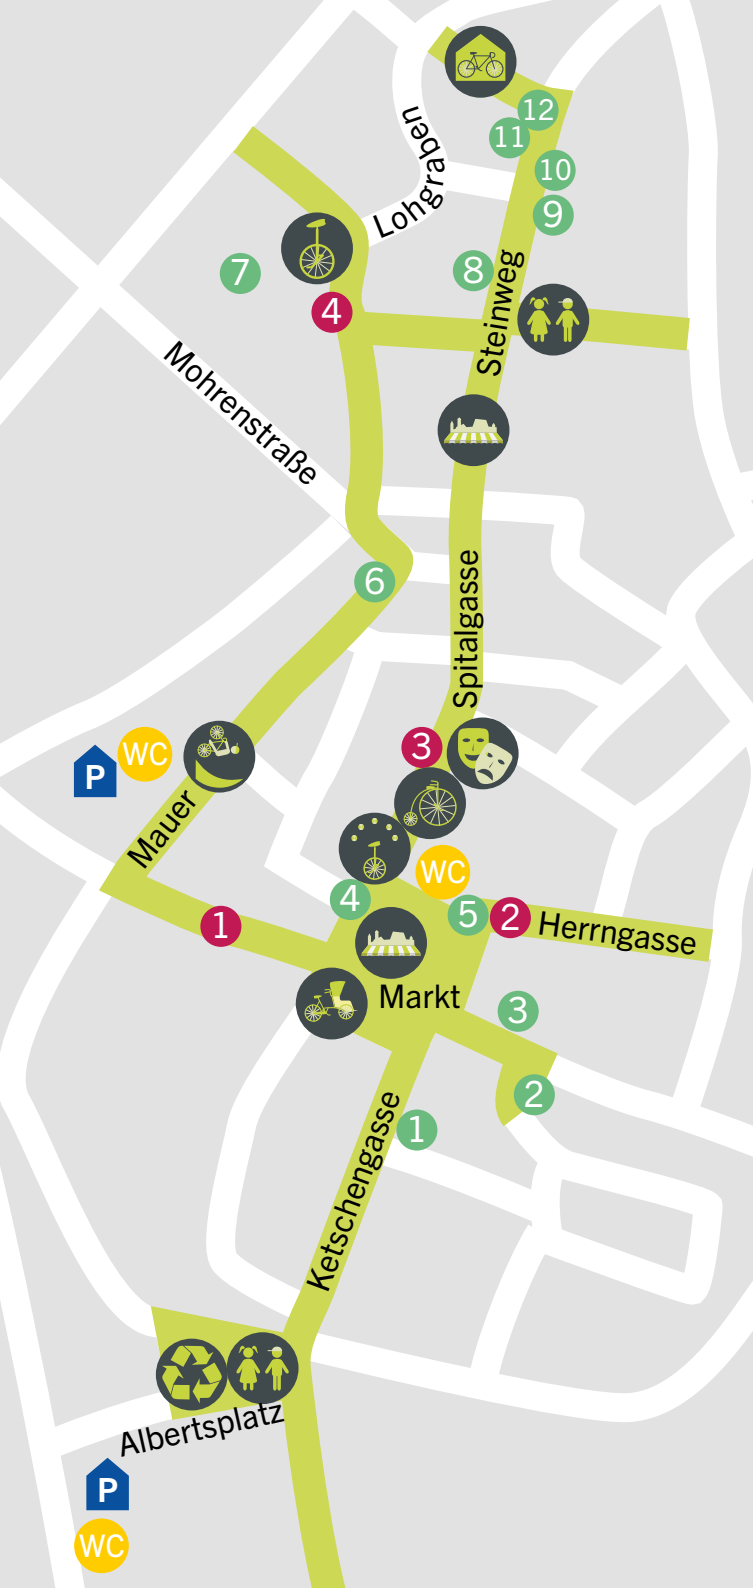 12
11
Lohgraben
10
9
8
7
Steinweg
4
Mohrenstraße
6
Spitalgasse
3
WC
P
Mauer
WC
4
5
2
Herrngasse
1
Markt
3
2
1
Ketschengasse
Albertsplatz
P
WC